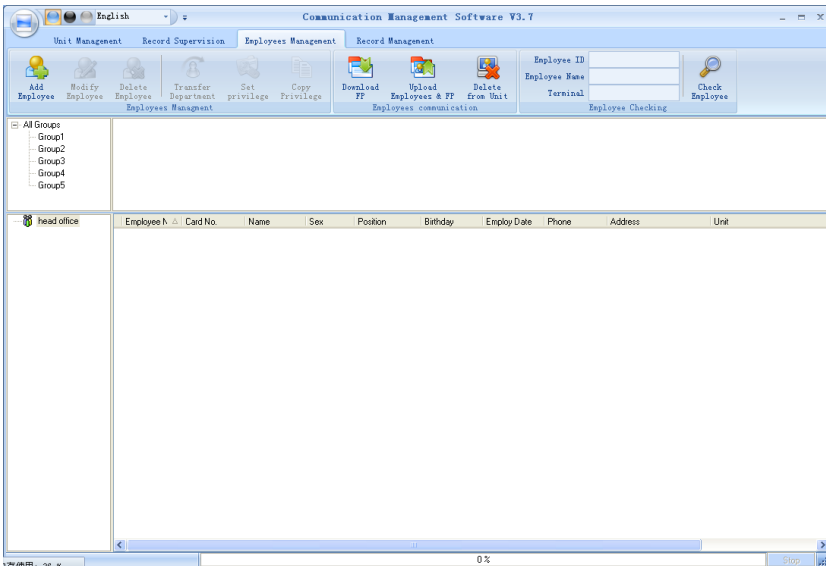 English
Communication Management Software V3.7
Unit Management Record Supervision Employees Management Record Management
Add Employee
Modify Employee
Delete Employee
Transfer Department
Set privilege
Copy Privilege
Employees Managment
Download FP
Upload Employees & FP
Delete from Unit
Employees communication
Employee ID
Employee Name
Terminal
Check Employee
Employee Checking
All Groups
Group1
Group2
Group3
Group4
Group5
head office
Employee N Card No. Name Sex Position Birthday Employ Date Phone Address Unit
0 %
Stop